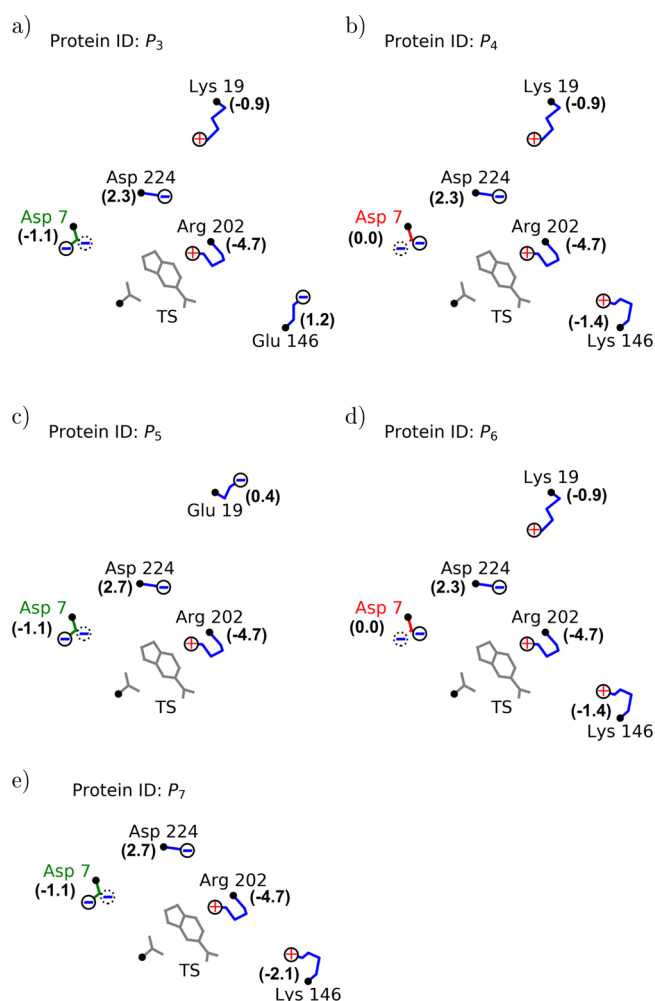 a)
Protein ID: P3
Lys 19
(-0.9)
Asp 224
(2.3)
Asp 7
(-1.1)
Arg 202
(-4.7)
TS
(1.2)
Glu 146
b)
Protein ID: P4
Lys 19
(-0.9)
Asp 224
(2.3)
Asp 7
(0.0)
Arg 202
(-4.7)
TS
(-1.4)
Lys 146
c)
Protein ID: P5
(0.4)
Glu 19
Asp 224
(2.7)
Asp 7
(-1.1)
Arg 202
(-4.7)
TS
d)
Protein ID: P6
Lys 19
(-0.9)
Asp 224
(2.3)
Asp 7
(0.0)
Arg 202
(-4.7)
TS
(-1.4)
Lys 146
e)
Protein ID: P7
Asp 224
(2.7)
Asp 7
(-1.1)
Arg 202
(-4.7)
TS
(-2.1)
Lys 146